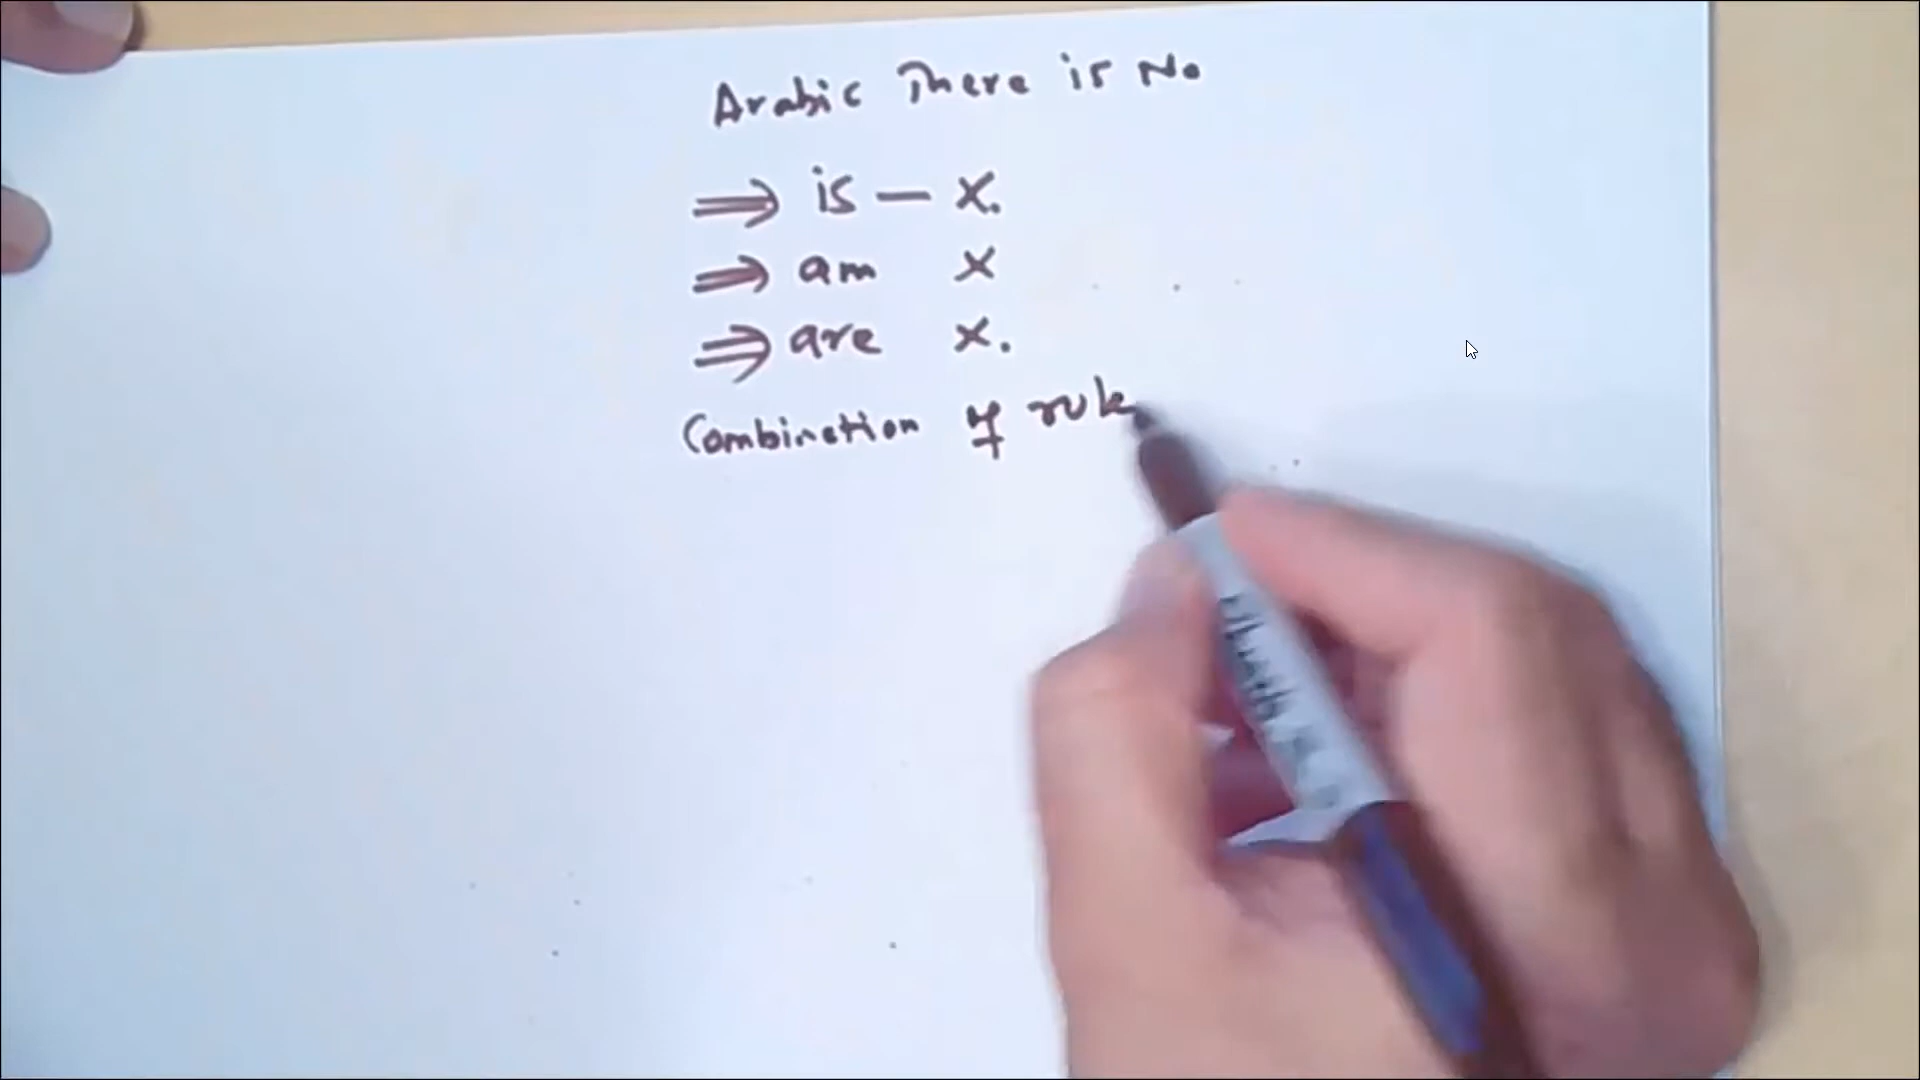 Arabic There is No
⇒ is — X.
⇒ am X
⇒ are X.
Combination of rule